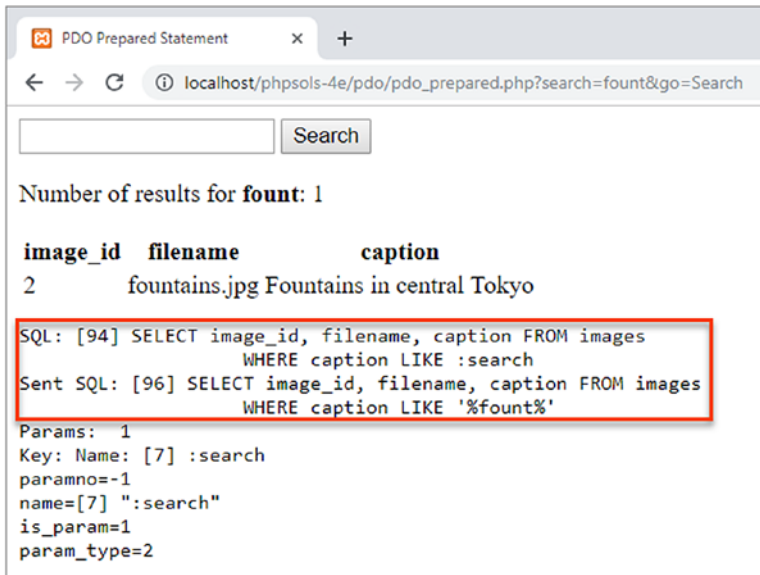 PDO Prepared Statement
localhost/phpsols-4e/pdo/pdo_prepared.php?search=fount&go=Search
Search
Number of results for fount: 1
image_id filename caption
2 fountains.jpg Fountains in central Tokyo
SQL: [94] SELECT image_id, filename, caption FROM images
WHERE caption LIKE :search
Sent SQL: [96] SELECT image_id, filename, caption FROM images
WHERE caption LIKE '%fount%'
Params: 1
Key: Name: [7] :search
paramno=-1
name=[7] ":search"
is_param=1
param_type=2